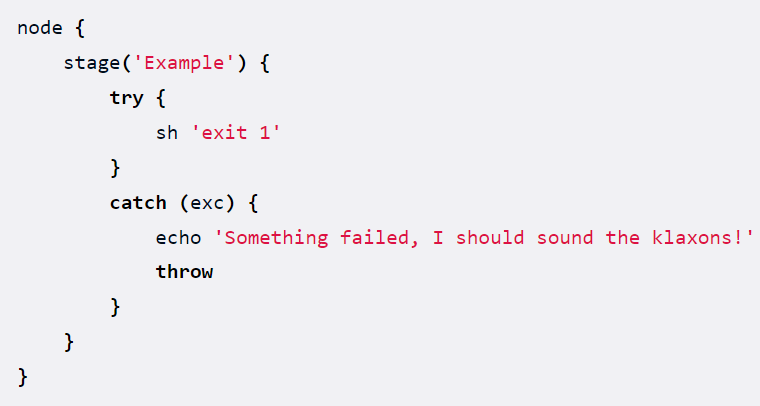 node {
    stage('Example') {
        try {
            sh 'exit 1'
        }
        catch (exc) {
            echo 'Something failed, I should sound the klaxons!'
            throw
        }
    }
}